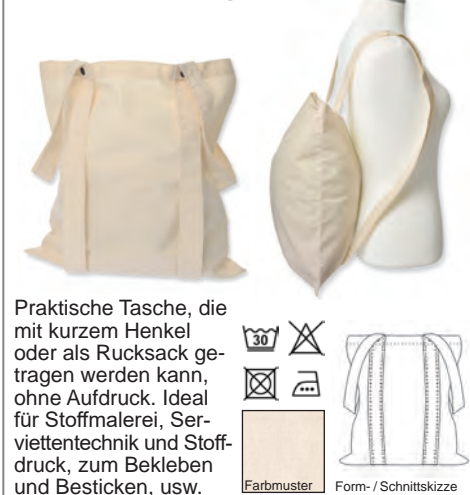 Praktische Tasche, die
mit kurzem Henkel
oder als Rucksack ge-
tragen werden kann,
ohne Aufdruck. Ideal
für Stoffmalerei, Ser-
viettentechnik und Stoff-
druck, zum Bekleben
und Besticken, usw.
30
Farbmuster
Form- / Schnittskizze